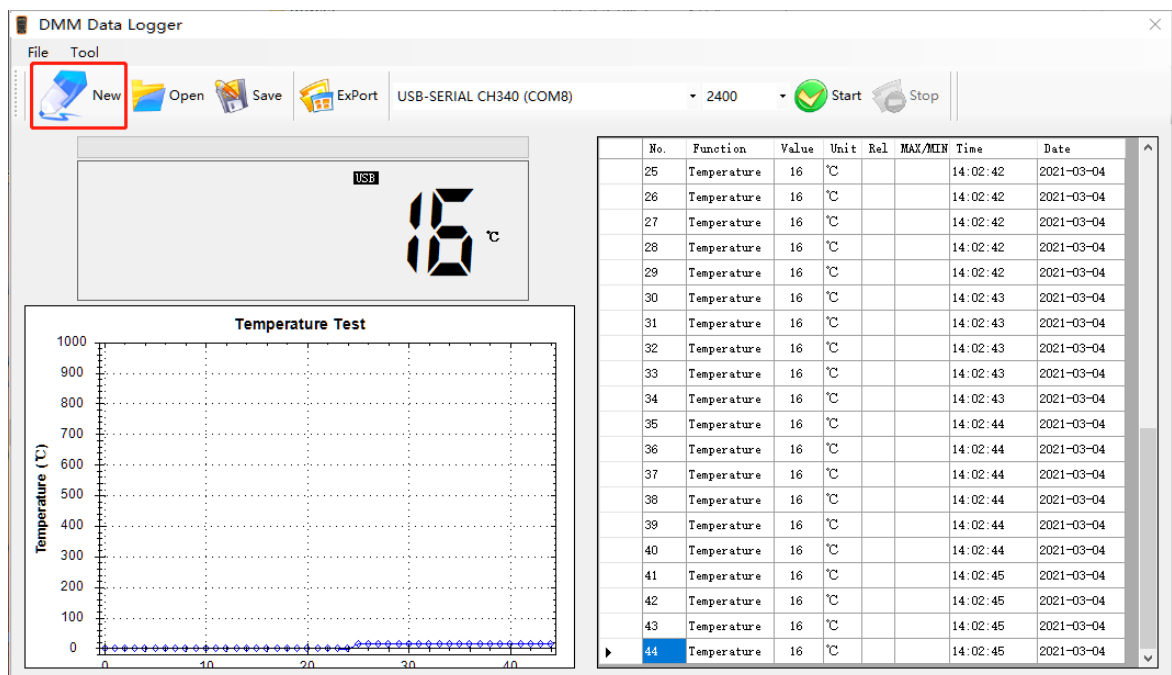 DMM Data Logger
File Tool
New Open Save ExPort USB-SERIAL CH340 (COM8) 2400 Start Stop
USB
16 ℃
Temperature Test
Temperature (℃)
1000
900
800
700
600
500
400
300
200
100
0
0 10 20 30 40
No. Function Value Unit Rel MAX/MIN Time Date
25 Temperature 16 ℃ 14:02:42 2021-03-04
26 Temperature 16 ℃ 14:02:42 2021-03-04
27 Temperature 16 ℃ 14:02:42 2021-03-04
28 Temperature 16 ℃ 14:02:42 2021-03-04
29 Temperature 16 ℃ 14:02:42 2021-03-04
30 Temperature 16 ℃ 14:02:43 2021-03-04
31 Temperature 16 ℃ 14:02:43 2021-03-04
32 Temperature 16 ℃ 14:02:43 2021-03-04
33 Temperature 16 ℃ 14:02:43 2021-03-04
34 Temperature 16 ℃ 14:02:43 2021-03-04
35 Temperature 16 ℃ 14:02:44 2021-03-04
36 Temperature 16 ℃ 14:02:44 2021-03-04
37 Temperature 16 ℃ 14:02:44 2021-03-04
38 Temperature 16 ℃ 14:02:44 2021-03-04
39 Temperature 16 ℃ 14:02:44 2021-03-04
40 Temperature 16 ℃ 14:02:44 2021-03-04
41 Temperature 16 ℃ 14:02:45 2021-03-04
42 Temperature 16 ℃ 14:02:45 2021-03-04
43 Temperature 16 ℃ 14:02:45 2021-03-04
44 Temperature 16 ℃ 14:02:45 2021-03-04